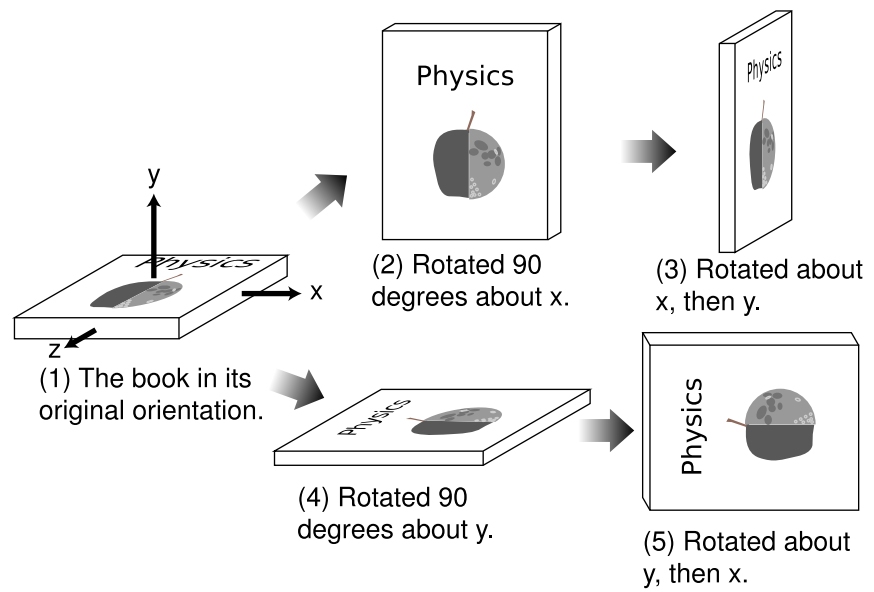 Physics
Physics
y
Physics
x
z
(1) The book in its
original orientation.
(2) Rotated 90
degrees about x.
(3) Rotated about
x, then y.
Physics
(4) Rotated 90
degrees about y.
Physics
(5) Rotated about
y, then x.